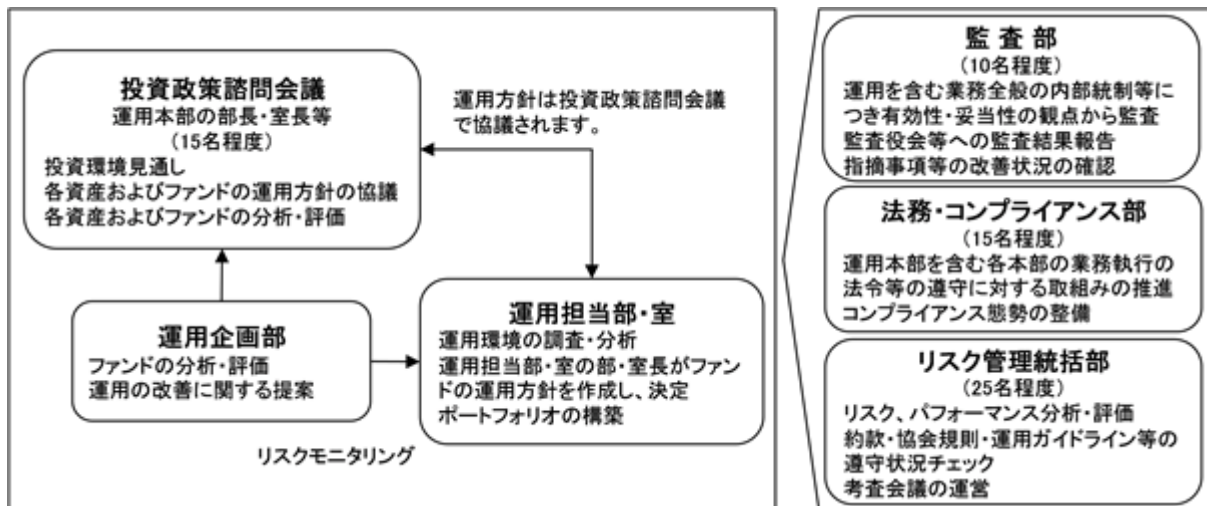 投資政策諮問会議
運用本部の部長・室長等
(15名程度)
投資環境見通し
各資産およびファンドの運用方針の協議
各資産およびファンドの分析・評価
運用方針は投資政策諮問会議
で協議されます。
運用企画部
ファンドの分析・評価
運用の改善に関する提案
運用担当部・室
運用環境の調査・分析
運用担当部・室の部・室長がファン
ドの運用方針を作成し、決定
ポートフォリオの構築
リスクモニタリング
監 査 部
(10名程度)
運用を含む業務全般の内部統制等に
つき有効性・妥当性の観点から監査
監査役会等への監査結果報告
指摘事項等の改善状況の確認
法務・コンプライアンス部
(15名程度)
運用本部を含む各本部の業務執行の
法令等の遵守に対する取組みの推進
コンプライアンス態勢の整備
リスク管理統括部
(25名程度)
リスク、パフォーマンス分析・評価
約款・協会規則・運用ガイドライン等の
遵守状況チェック
考査会議の運営